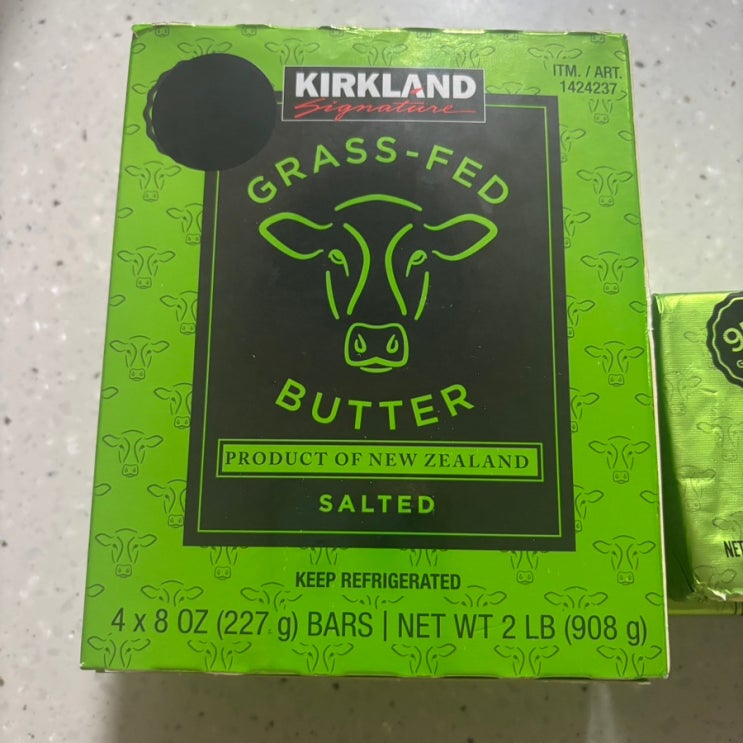 KIRKLAND
Signature
ITM. / ART.
1424237
GRASS-FED
BUTTER
PRODUCT OF NEW ZEALAND
SALTED
KEEP REFRIGERATED
4 x 8 OZ (227 g) BARS | NET WT 2 LB (908 g)
NET